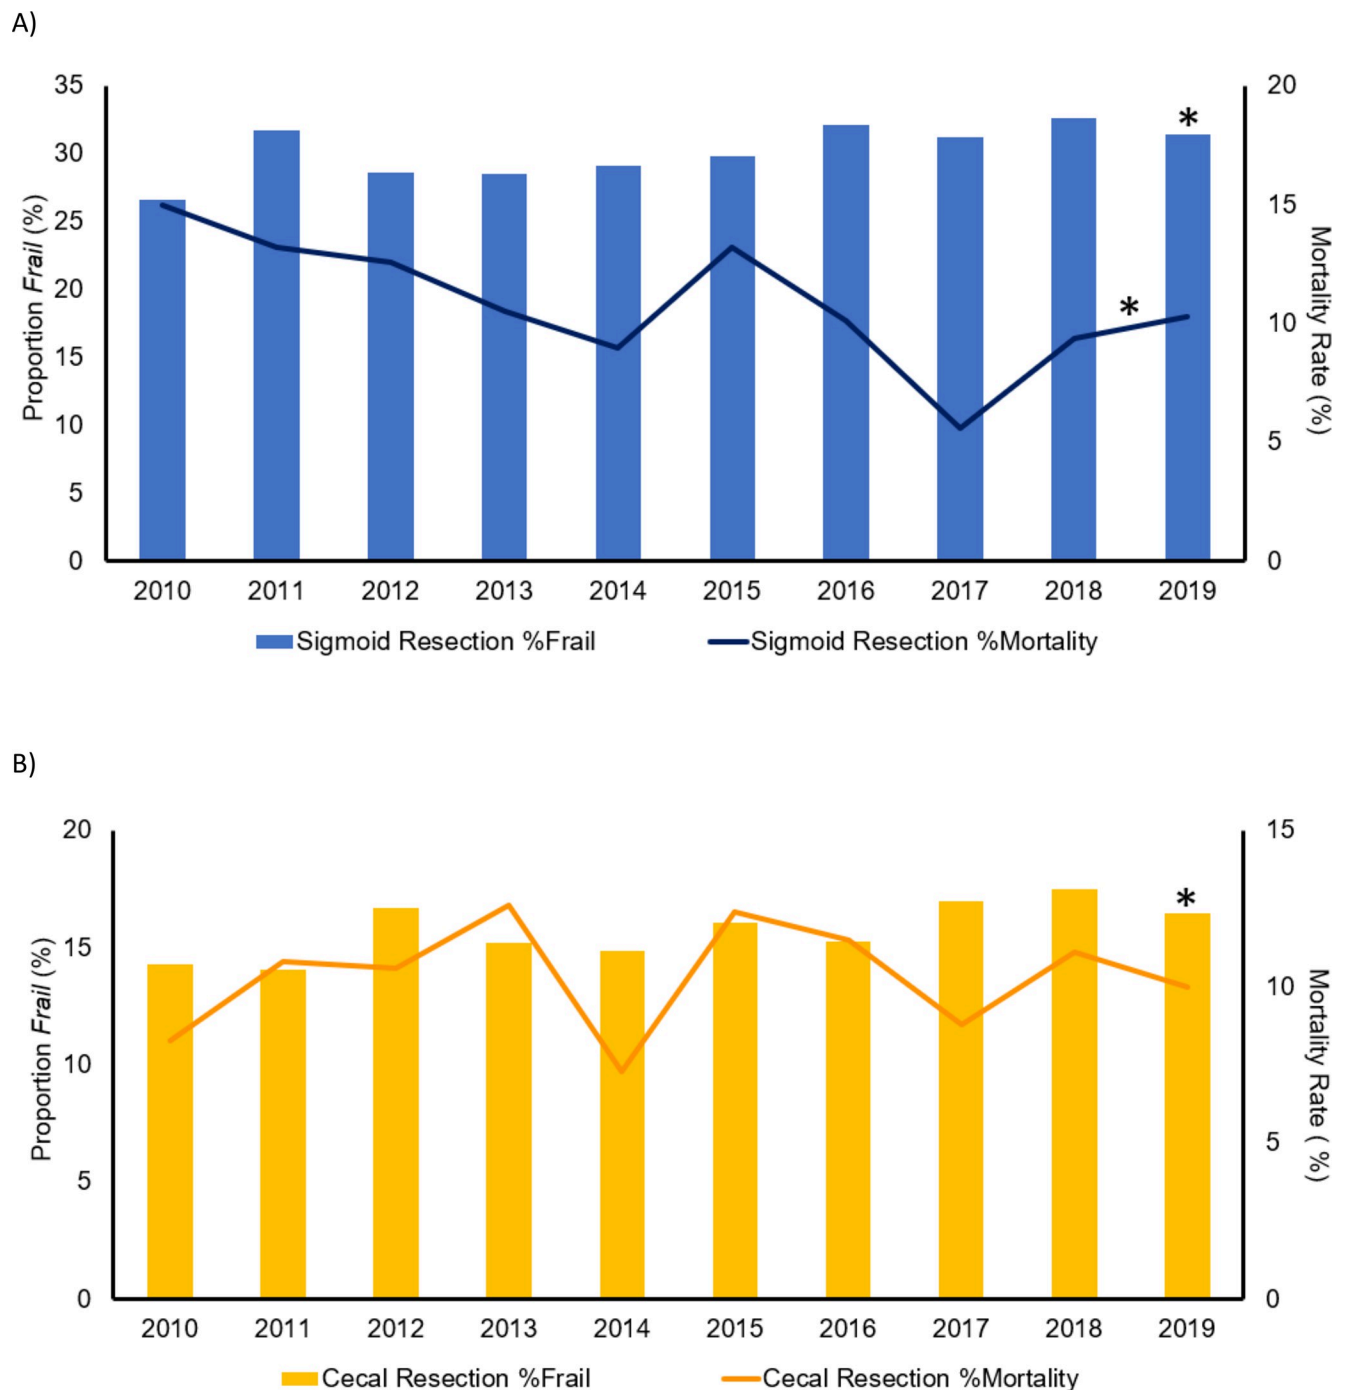 A)
35
30
25
20
15
10
5
0
Proportion Frail (%)
20
15
10
5
0
Mortality Rate (%)
*
*
2010 2011 2012 2013 2014 2015 2016 2017 2018 2019
Sigmoid Resection %Frail Sigmoid Resection %Mortality
B)
20
15
10
5
0
Proportion Frail (%)
15
10
5
0
Mortality Rate ( %)
*
2010 2011 2012 2013 2014 2015 2016 2017 2018 2019
Cecal Resection %Frail Cecal Resection %Mortality